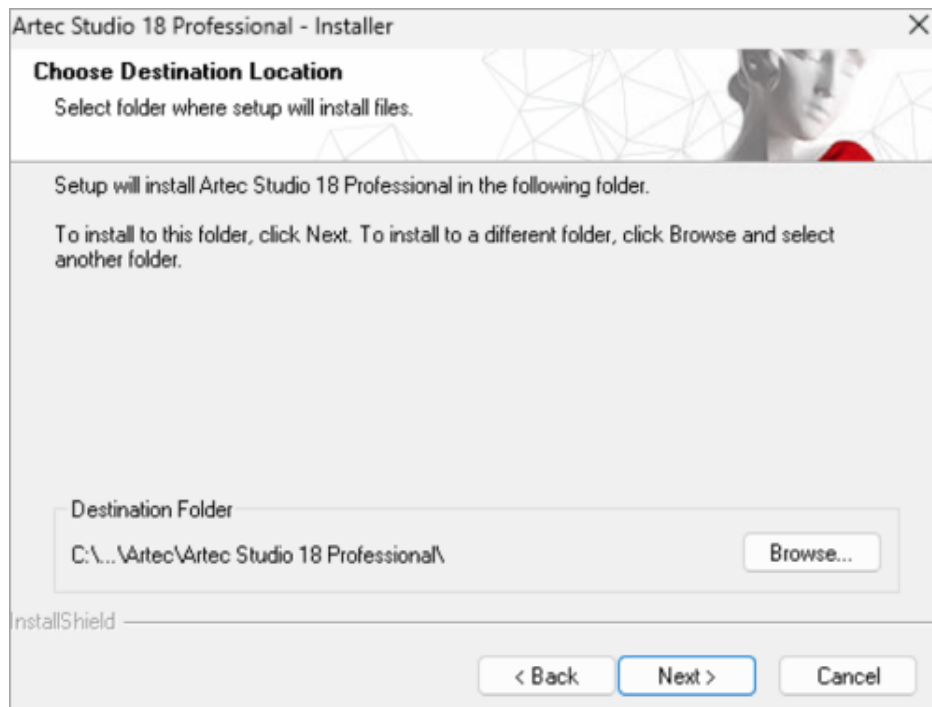 Artec Studio 18 Professional - Installer
Choose Destination Location
Select folder where setup will install files.
Setup will install Artec Studio 18 Professional in the following folder.
To install to this folder, click Next. To install to a different folder, click Browse and select
another folder.
Destination Folder
C:\...\Artec\Artec Studio 18 Professional\
Browse...
InstallShield
< Back
Next >
Cancel